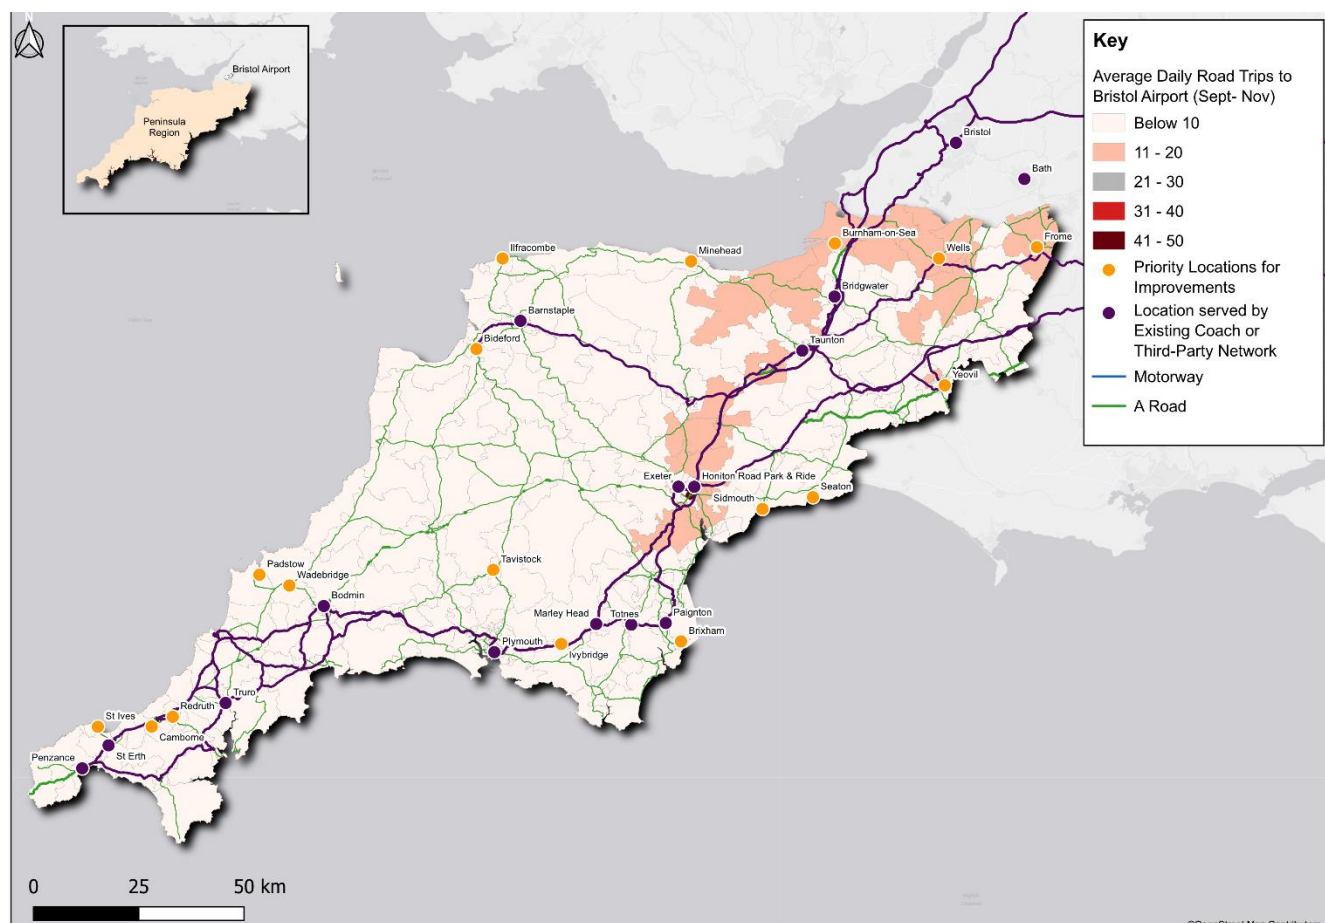 N
Bristol Airport
Peninsula
Region
Key
Average Daily Road Trips to
Bristol Airport (Sept- Nov)
Below 10
11 - 20
21 - 30
31 - 40
41 - 50
Priority Locations for
Improvements
Location served by
Existing Coach or
Third-Party Network
Motorway
A Road
Bristol
Bath
Burnham-on-Sea
Wells
Frome
Ilfracombe
Minehead
Bridgwater
Barnstaple
Bideford
Taunton
Yeovil
Exeter
Honiton Road Park & Ride
Sidmouth
Seaton
Padstow
Wadebridge
Tavistock
Bodmin
Marley Head
Totnes
Paignton
Plymouth
Ivybridge
Brixham
Truro
Redruth
St Ives
Camborne
St Erth
Penzance
0 25 50 km